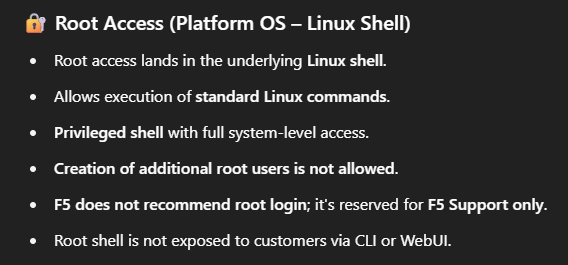 🔐 Root Access (Platform OS – Linux Shell)
• Root access lands in the underlying Linux shell.
• Allows execution of standard Linux commands.
• Privileged shell with full system-level access.
• Creation of additional root users is not allowed.
• F5 does not recommend root login; it's reserved for F5 Support only.
• Root shell is not exposed to customers via CLI or WebUI.